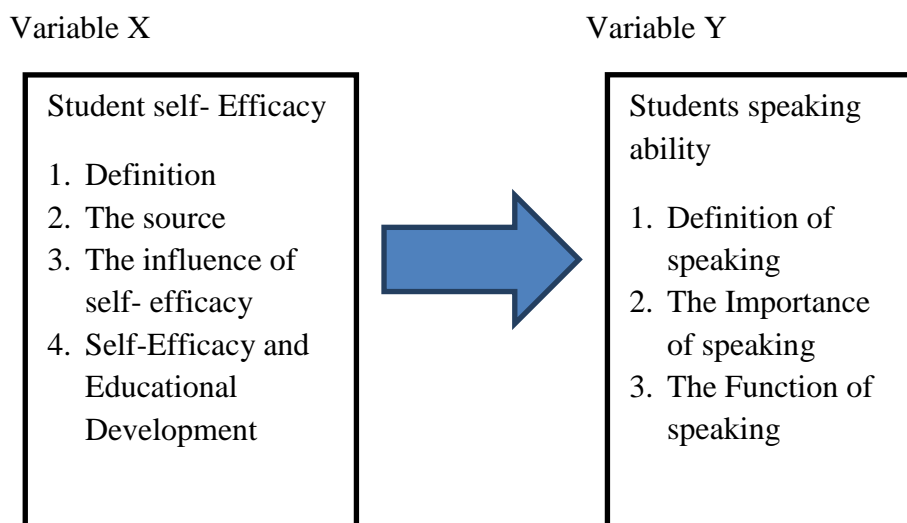 Variable X
Variable Y
Student self- Efficacy
1. Definition
2. The source
3. The influence of
self- efficacy
4. Self-Efficacy and
Educational
Development
Students speaking
ability
1. Definition of
speaking
2. The Importance
of speaking
3. The Function of
speaking